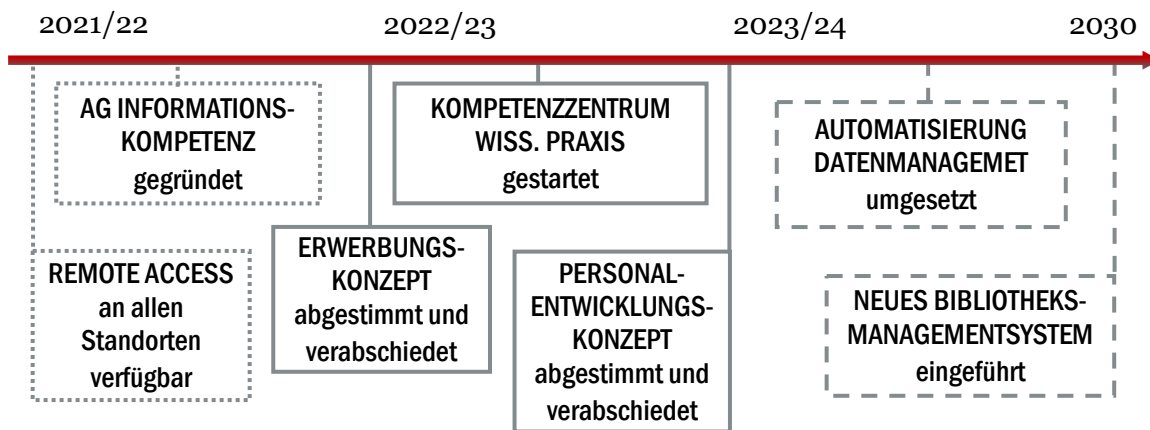 2021/22
2022/23
2023/24
2030
AG INFORMATIONS-
KOMPETENZ
gegründet
KOMPETENZZENTRUM
WISS. PRAXIS
gestartet
AUTOMATISIERUNG
DATENMANAGEMET
umgesetzt
REMOTE ACCESS
an allen
Standorten
verfügbar
ERWERBUNGS-
KONZEPT
abgestimmt und
verabschiedet
PERSONAL-
ENTWICKLUNGS-
KONZEPT
abgestimmt und
verabschiedet
NEUES BIBLIOTHEKS-
MANAGEMENTSYSTEM
eingeführt